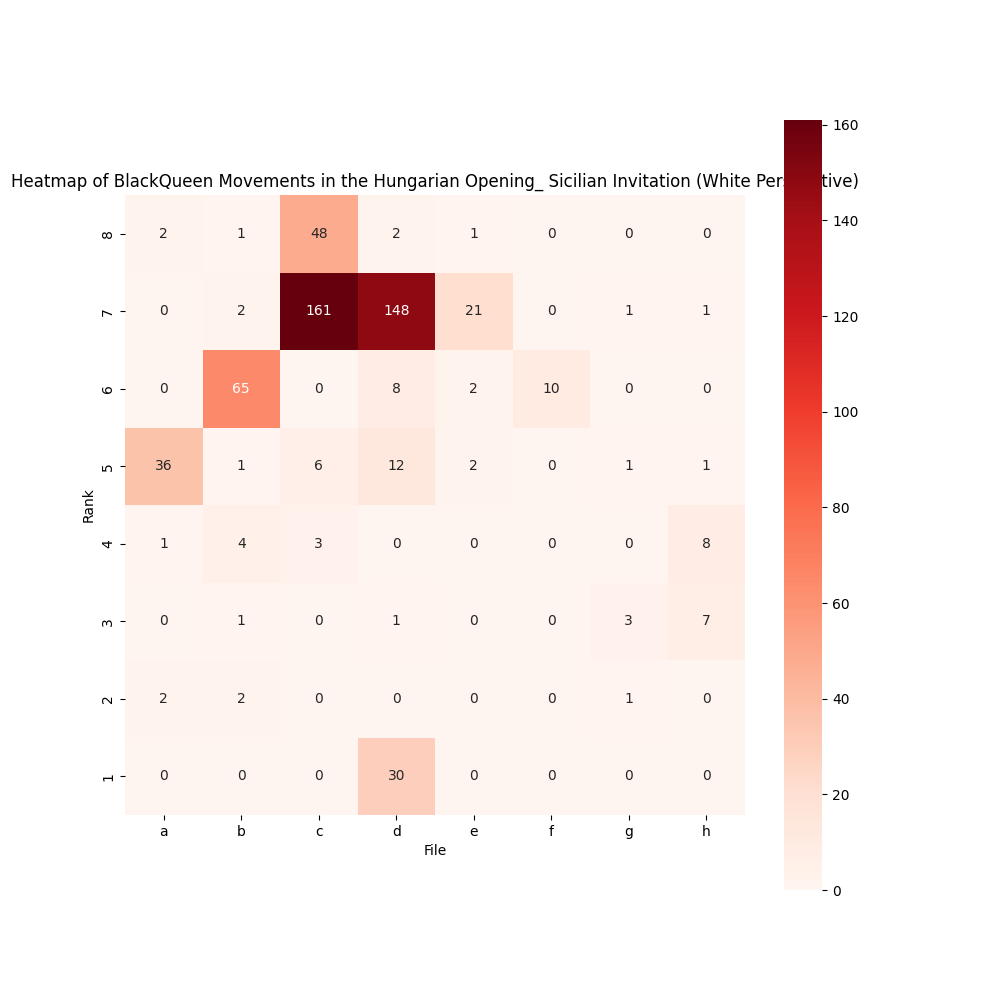 Heatmap of BlackQueen Movements in the Hungarian Opening_ Sicilian Invitation (White Perspective)
8 2 1 48 2 1 0 0 0
7 0 2 161 148 21 0 1 1
6 0 65 0 8 2 10 0 0
5 36 1 6 12 2 0 1 1
Rank
4 1 4 3 0 0 0 0 8
3 0 1 0 1 0 0 3 7
2 2 2 0 0 0 0 1 0
1 0 0 0 30 0 0 0 0
a b c d e f g h
File
160
140
120
100
80
60
40
20
0